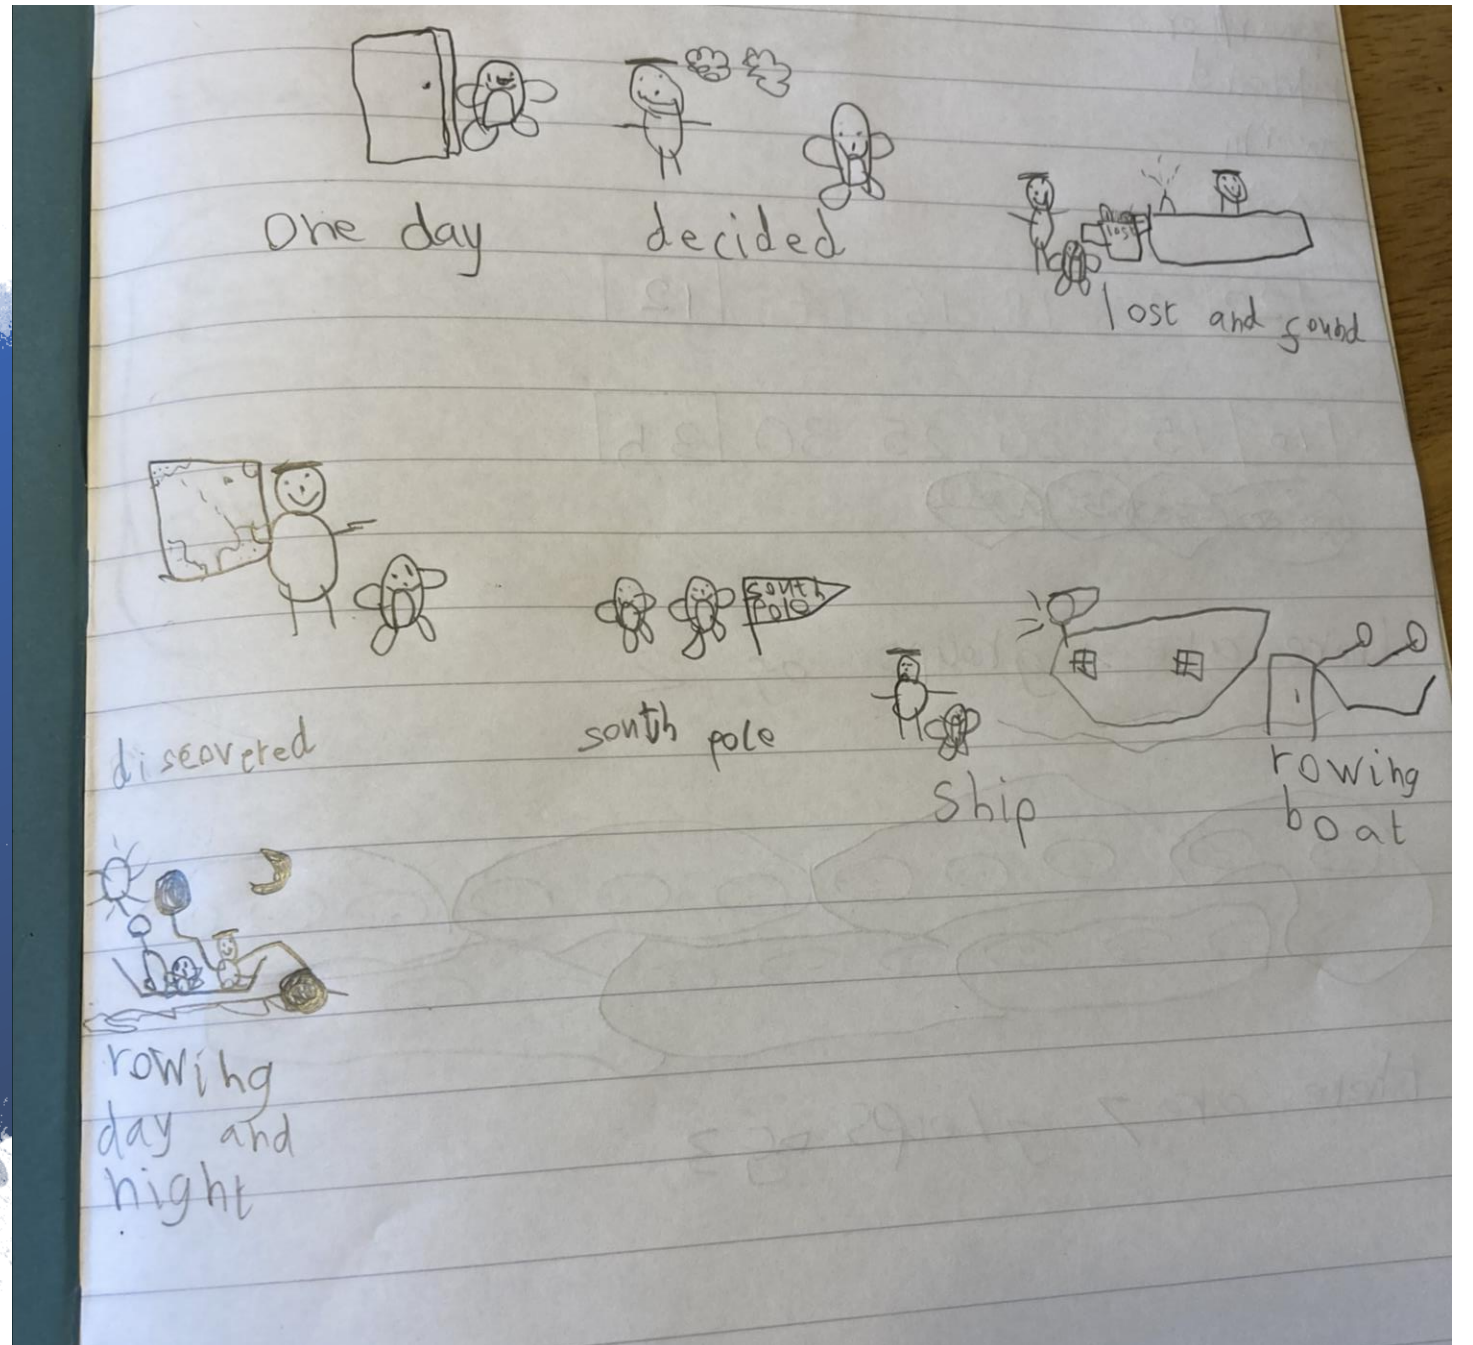 One day
decided
lost
lost and found
discovered
south
pole
south pole
ship
rowing
boat
rowing
day and
night